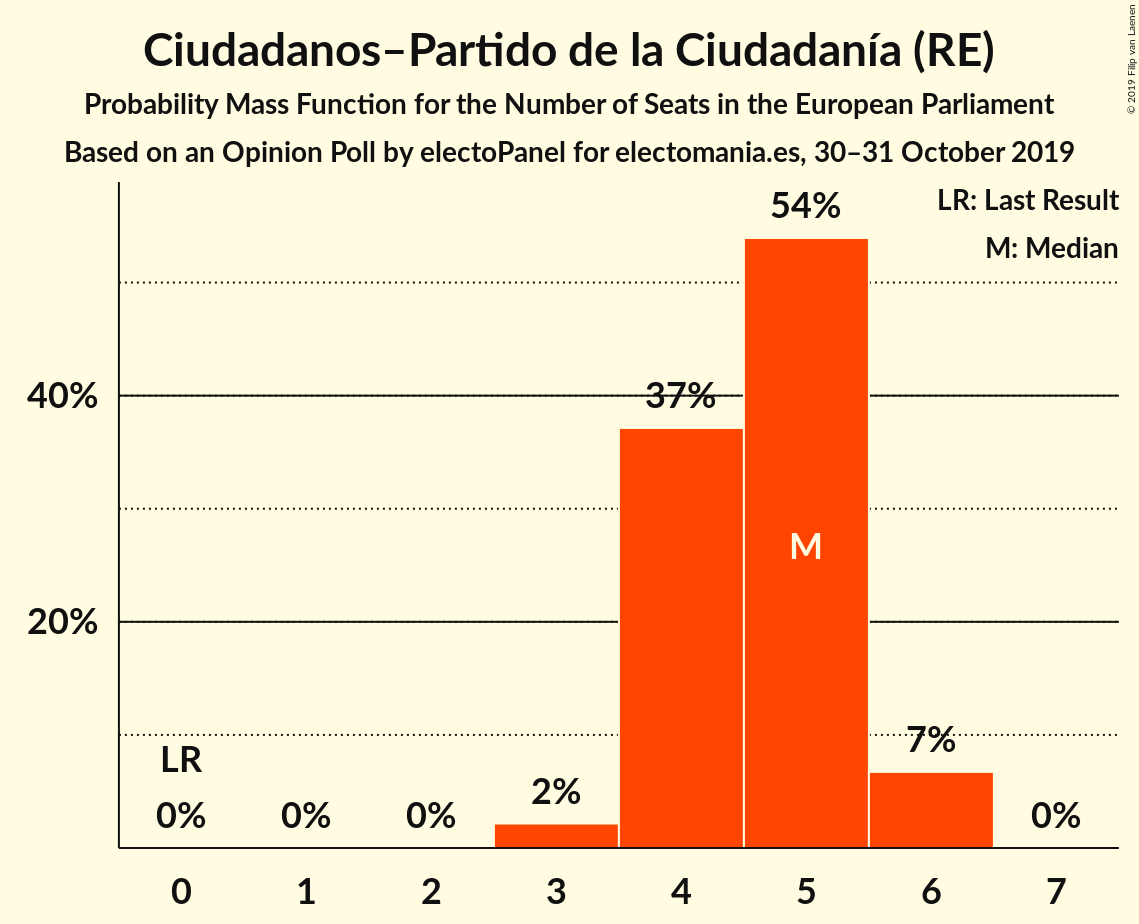 Ciudadanos–Partido de la Ciudadanía (RE)
Probability Mass Function for the Number of Seats in the European Parliament
Based on an Opinion Poll by electoPanel for electomania.es, 30–31 October 2019
© 2019 Filip van Laenen
LR: Last Result
M: Median
54%
40%
37%
M
20%
7%
LR
2%
0%
0%
0%
0%
0
1
2
3
4
5
6
7